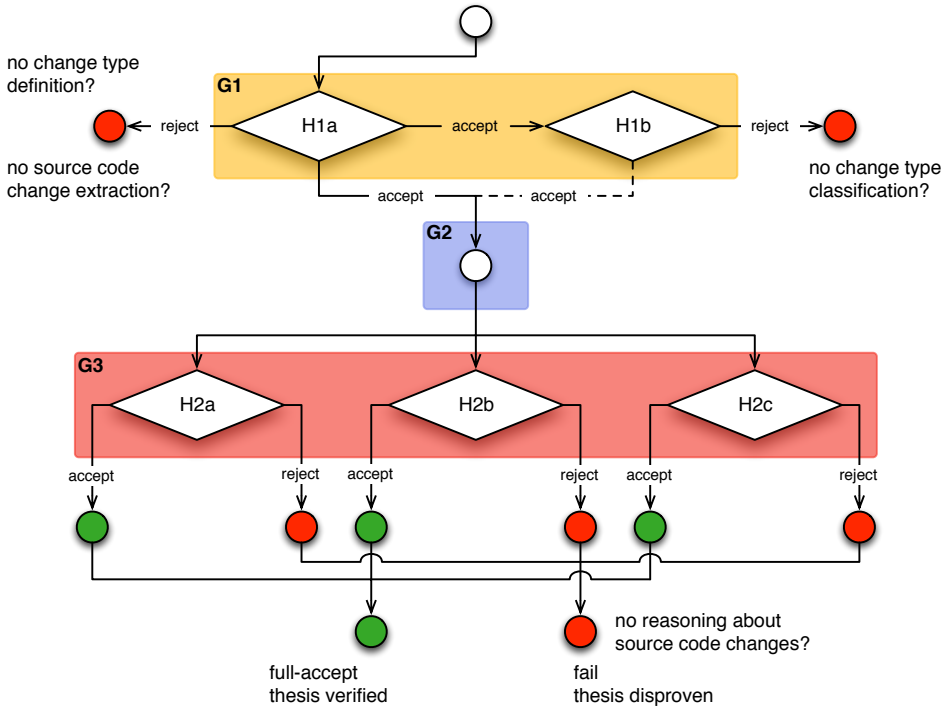 no change type
definition?
G1
reject
H1a
accept
H1b
reject
no source code
change extraction?
no change type
classification?
accept
accept
G2
G3
H2a
H2b
H2c
accept
reject
accept
reject
accept
reject
no reasoning about
source code changes?
full-accept
thesis verified
fail
thesis disproven